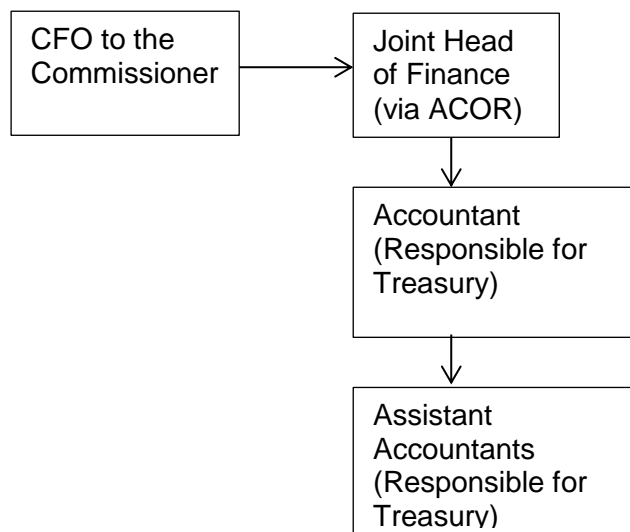 CFO to the
Commissioner
Joint Head
of Finance
(via ACOR)
Accountant
(Responsible for
Treasury)
Assistant
Accountants
(Responsible for
Treasury)